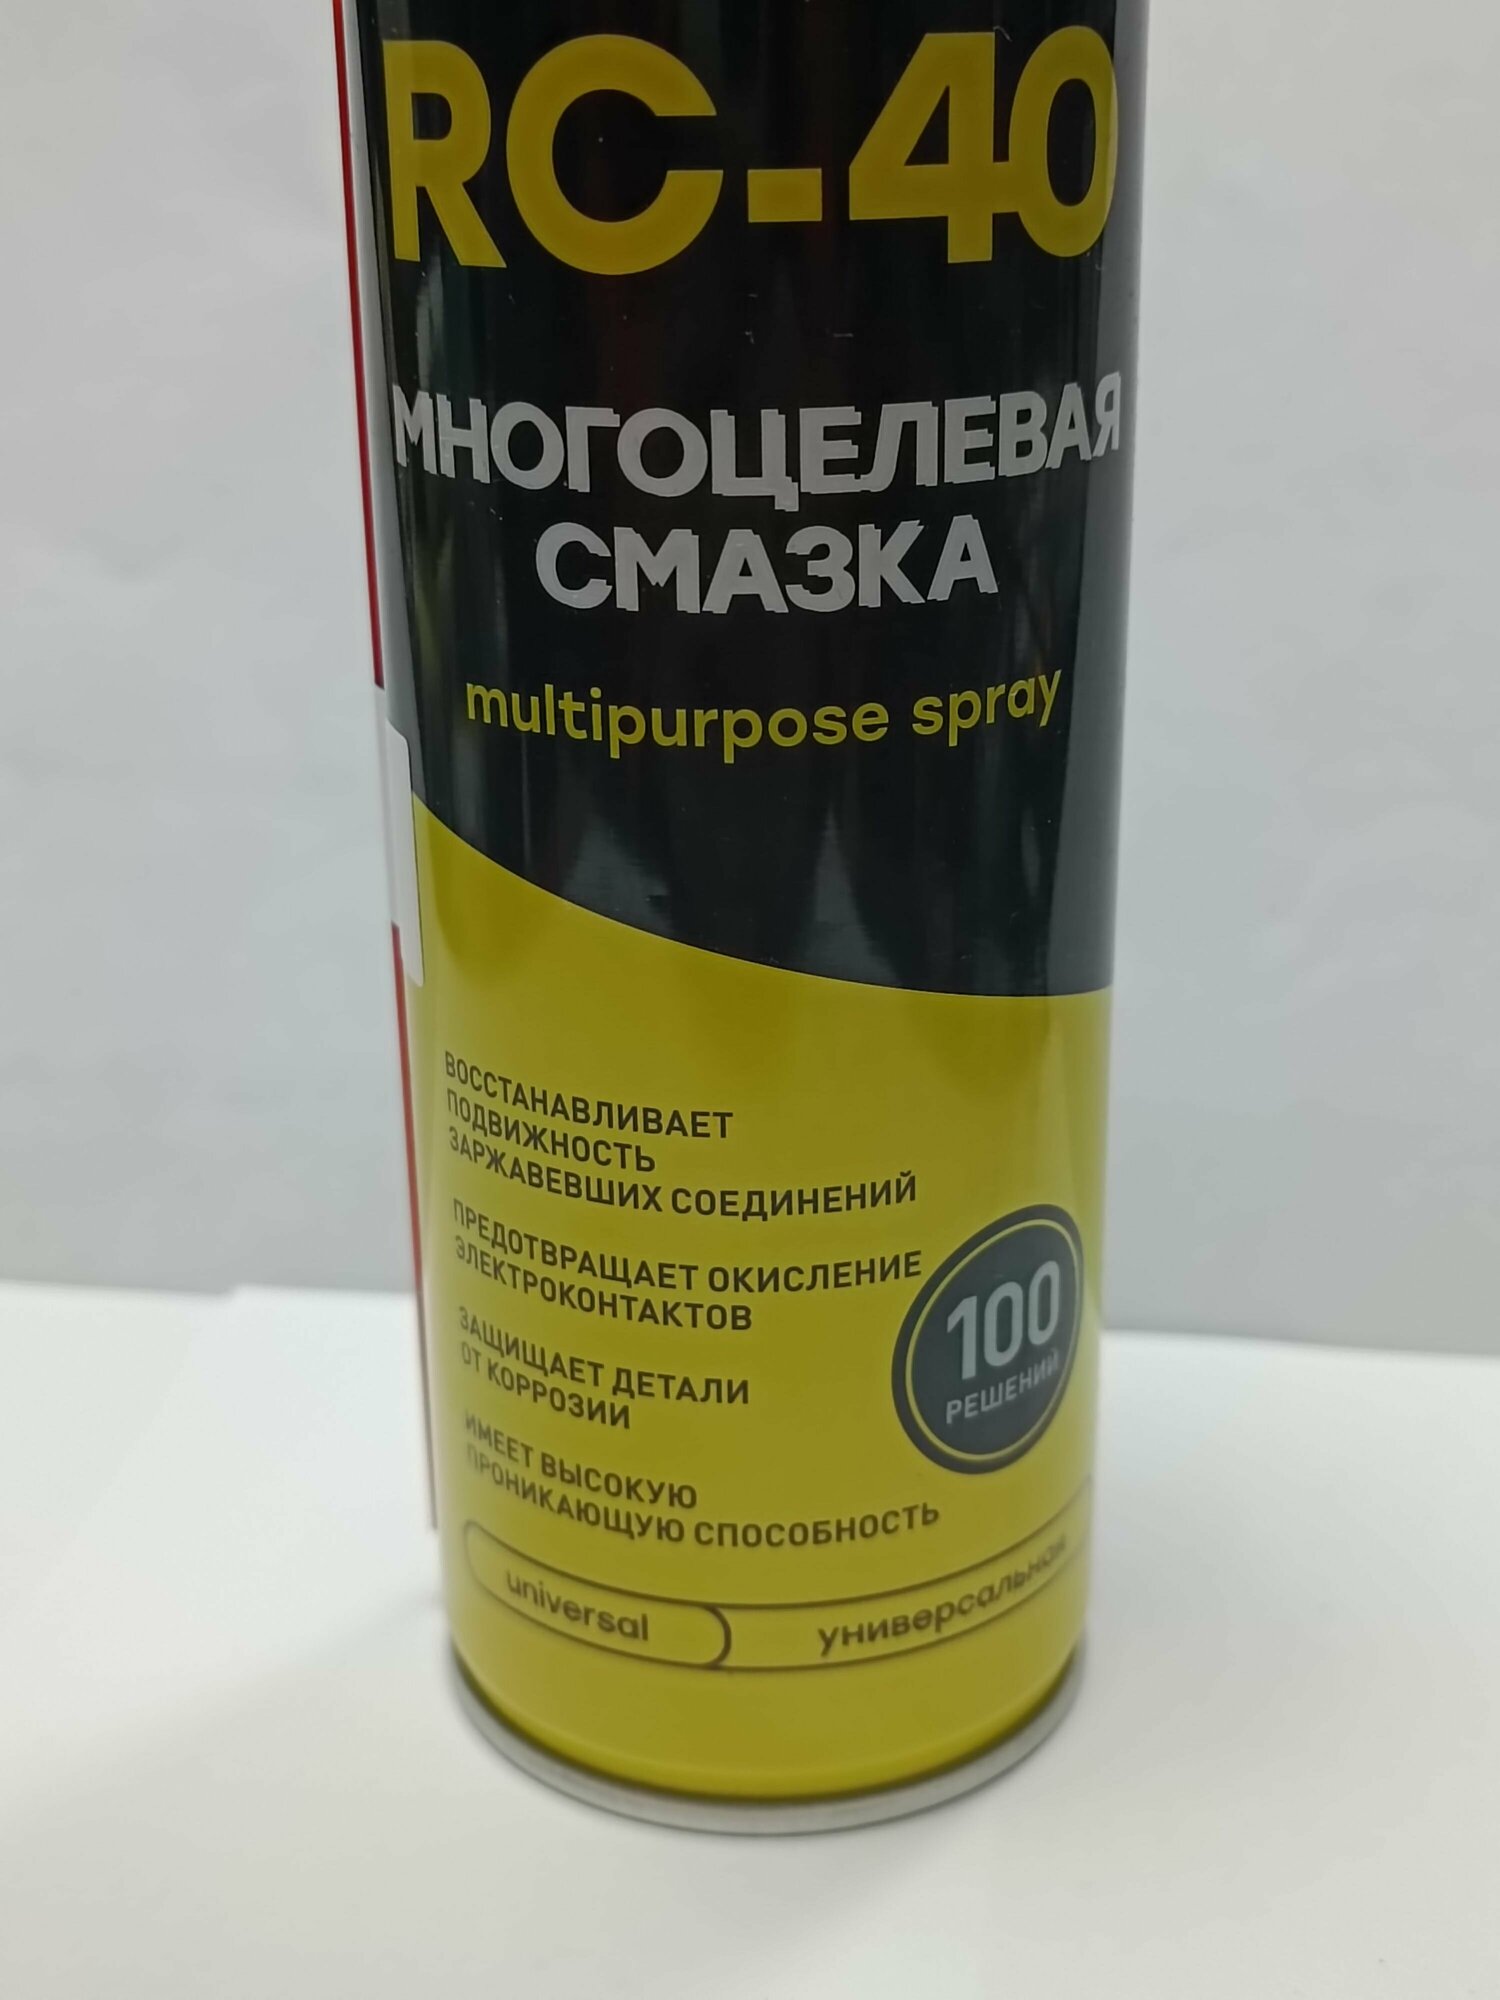 RC-40
МНОГОЦЕЛЕВАЯ
СМАЗКА
multipurpose spray
ВОССТАНАВЛИВАЕТ
ПОДВИЖНОСТЬ
ЗАРЖАВЕВШИХ СОЕДИНЕНИЙ
ПРЕДОТВРАЩАЕТ ОКИСЛЕНИЕ
ЭЛЕКТРОКОНТАКТОВ
ЗАЩИЩАЕТ ДЕТАЛИ
ОТ КОРРОЗИИ
ИМЕЕТ ВЫСОКУЮ
ПРОНИКАЮЩУЮ СПОСОБНОСТЬ
100
РЕШЕНИЙ
universal
универсальная